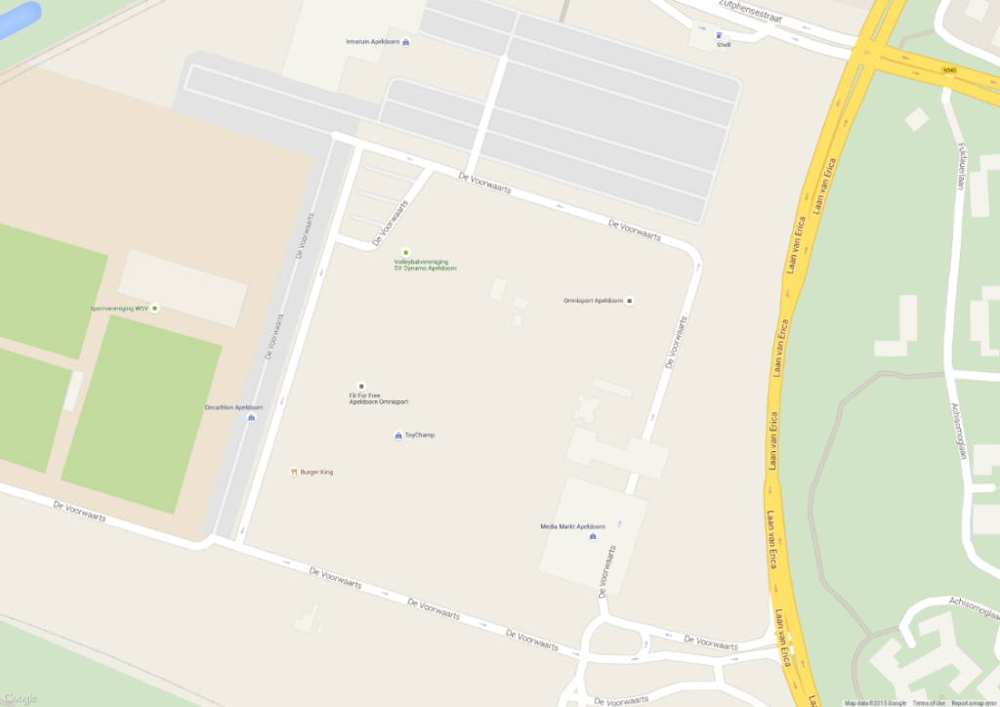 Zutphensestraat
Intratuin Apeldoorn
Shell
N345
Fuldauerlaan
De Voorwaarts
De Voorwaarts
De Voorwaarts
De Voorwaarts
Laan van Erica
Laan van Erica
Volleybalvereniging
SV Dynamo Apeldoorn
Omnisport Apeldoorn
Sportvereniging WSV
De Voorwaarts
De Voorwaarts
Laan van Erica
Fit For Free
Apeldoorn Omnisport
Decathlon Apeldoorn
ToyChamp
Laan van Erica
Achisomoglaan
Burger King
De Voorwaarts
Media Markt Apeldoorn
Laan van Erica
De Voorwaarts
De Voorwaarts
De Voorwaarts
De Voorwaarts
De Voorwaarts
Laan van Erica
Achisomoglaan
De Voorwaarts
Google
Map data ©2015 Google Terms of Use Report a map error